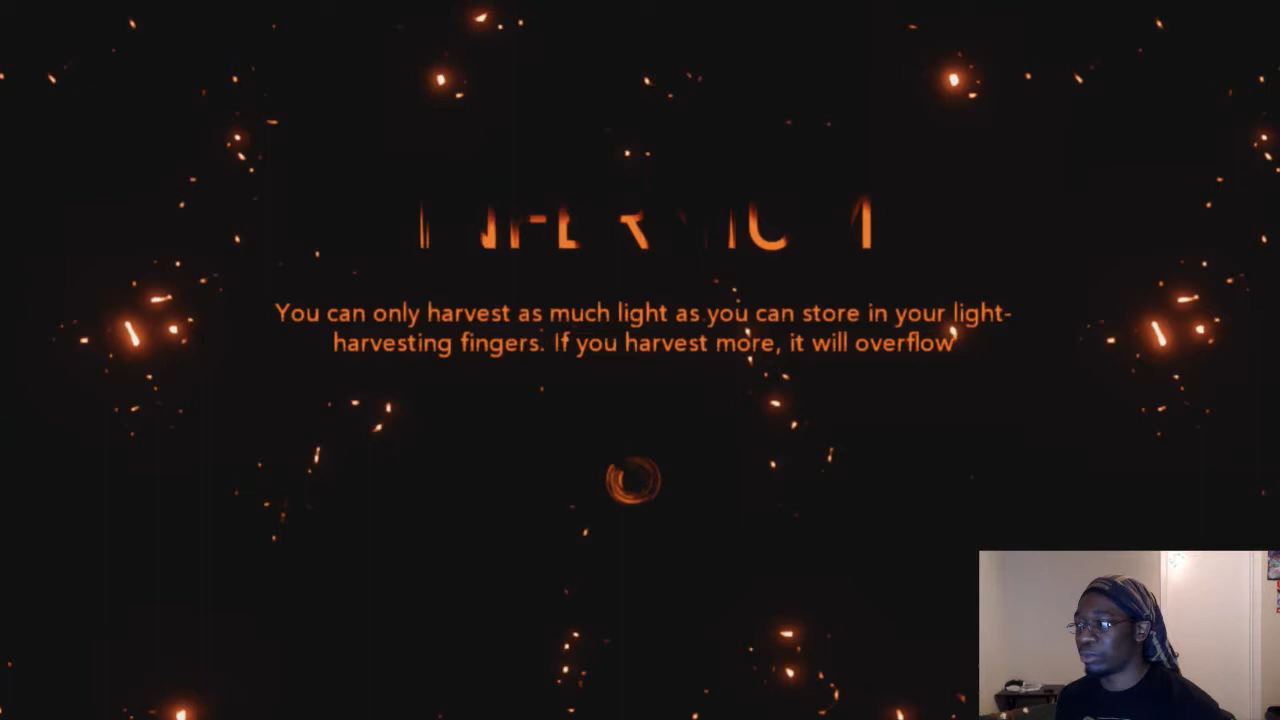 INFERNIUM
You can only harvest as much light as you can store in your light-
harvesting fingers. If you harvest more, it will overflow